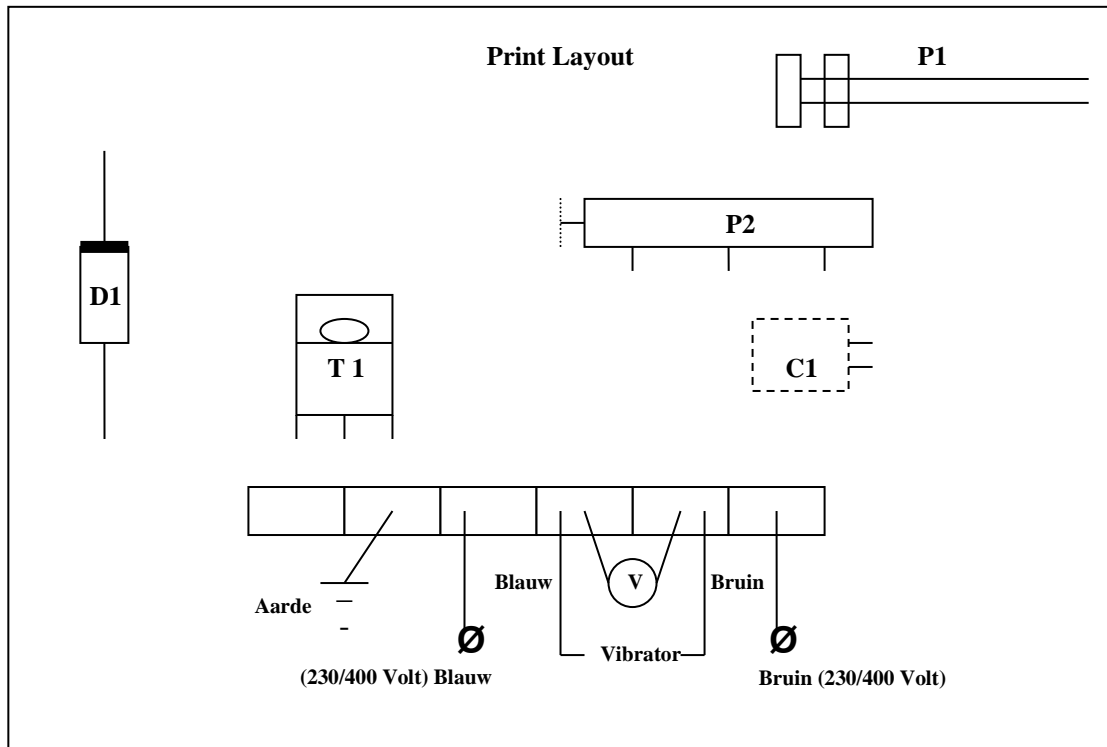 Print Layout
P1
P2
D1
T 1
C1
Blauw
V
Bruin
Aarde
Vibrator
Ø
Ø
(230/400 Volt) Blauw
Bruin (230/400 Volt)